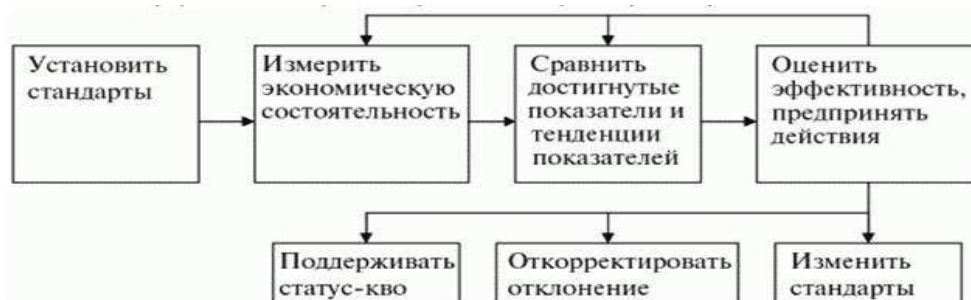 Установить
стандарты
Измерить
экономическую
состоятельность
Сравнить
достигнутые
показатели и
тенденции
показателей
Оценить
эффективность,
предпринять
действия
Поддерживать
статус-кво
Откорректировать
отклонение
Изменить
стандарты